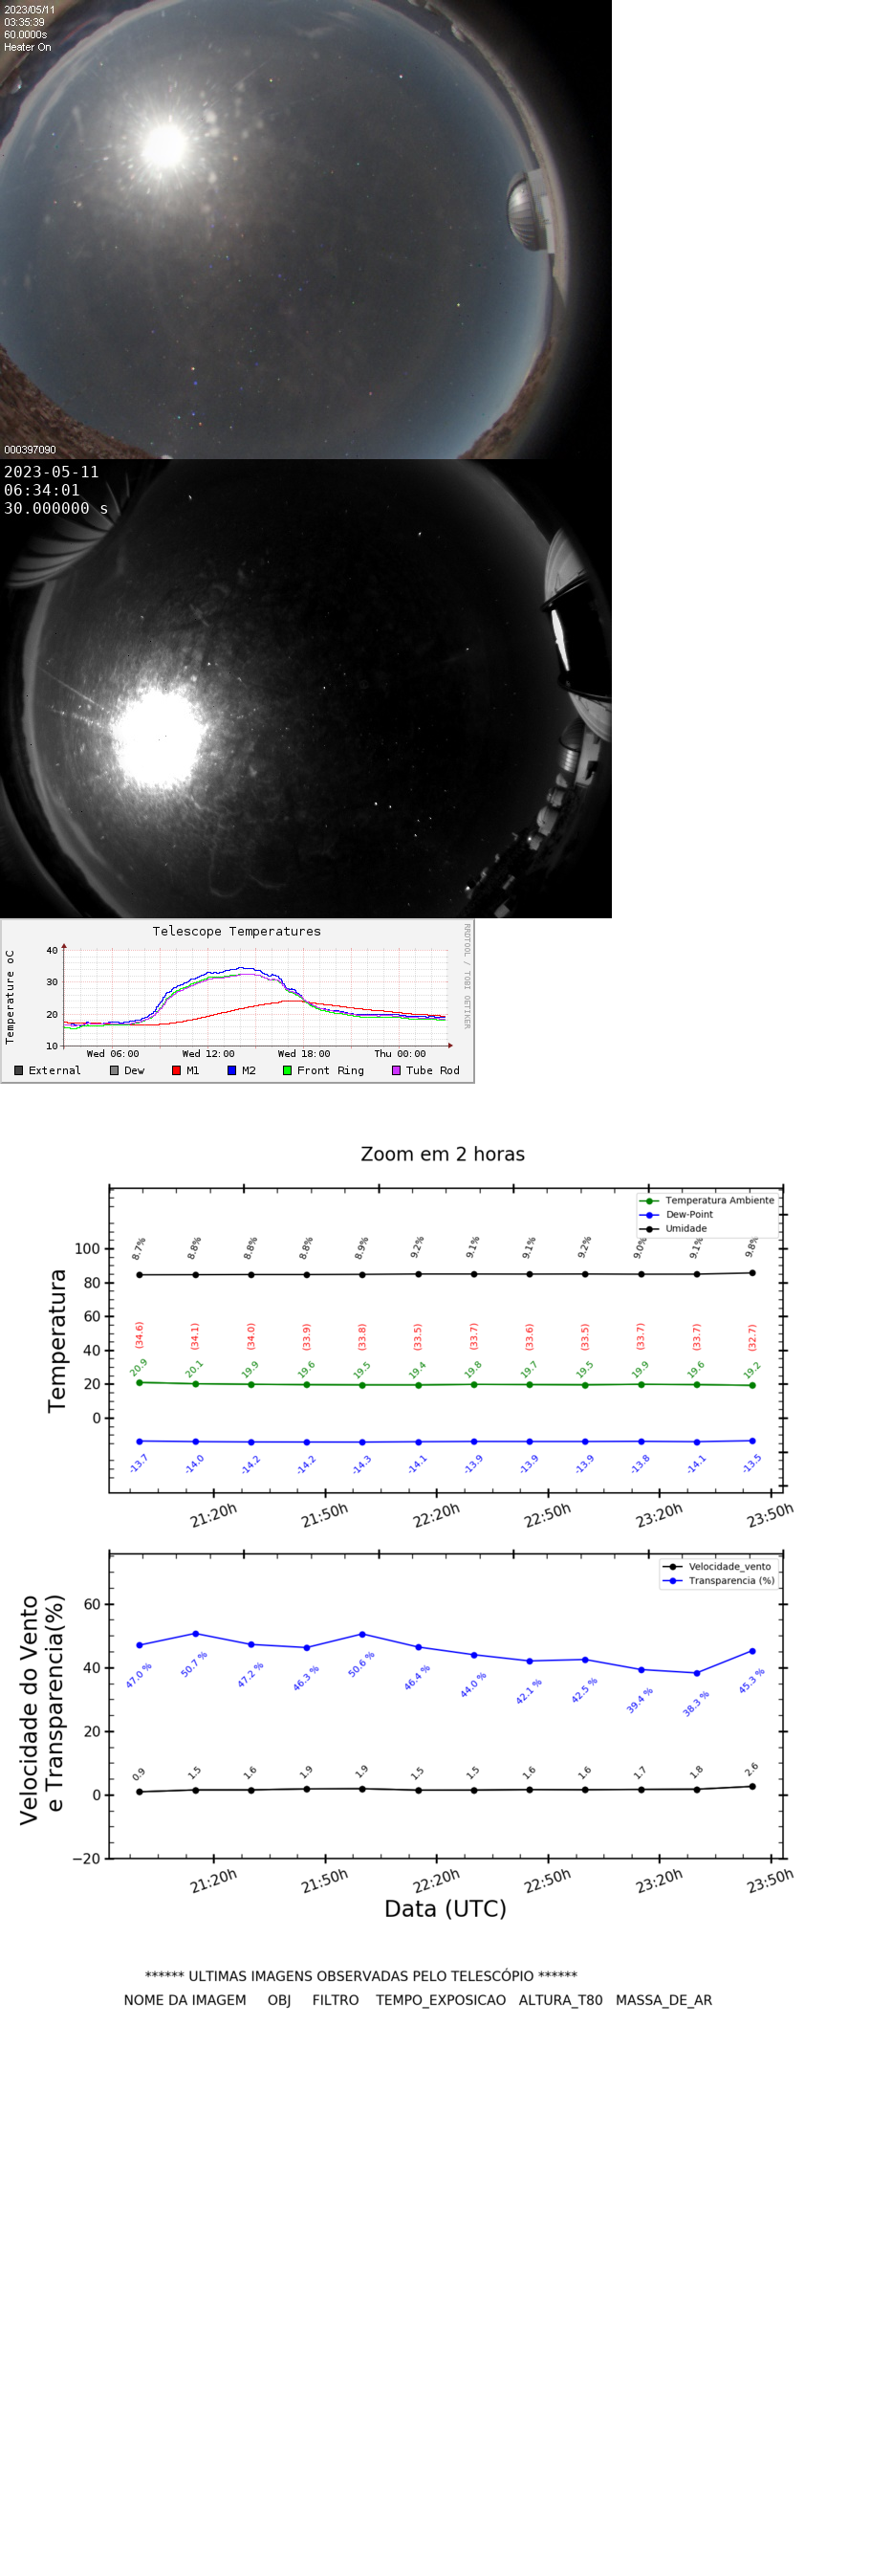 2023/05/11
03:35:39
60.0000s
Heater On
000397090
2023-05-11
06:34:01
30.000000 s
Telescope Temperatures
RRDTOOL / TOBI OETIKER
Temperature oC
40
30
20
10
Wed 06:00 Wed 12:00 Wed 18:00 Thu 00:00
External Dew M1 M2 Front Ring Tube Rod
Zoom em 2 horas
Temperatura Ambiente
Dew-Point
Umidade
Temperatura
100
80
60
40
20
0
8.7% 8.8% 8.8% 8.8% 8.9% 9.2% 9.1% 9.1% 9.2% 9.0% 9.1% 9.8%
(34.6) (34.1) (34.0) (33.9) (33.8) (33.5) (33.7) (33.6) (33.5) (33.7) (33.7) (32.7)
20.9 20.1 19.9 19.6 19.5 19.4 19.8 19.7 19.5 19.9 19.6 19.2
-13.7 -14.0 -14.2 -14.2 -14.3 -14.1 -13.9 -13.9 -13.9 -13.8 -14.1 -13.5
21:20h 21:50h 22:20h 22:50h 23:20h 23:50h
Velocidade_vento
Transparencia (%)
Velocidade do Vento
e Transparencia(%)
60
40
20
0
−20
47.0 % 50.7 % 47.2 % 46.3 % 50.6 % 46.4 % 44.0 % 42.1 % 42.5 % 39.4 % 38.3 % 45.3 %
0.9 1.5 1.6 1.9 1.9 1.5 1.5 1.6 1.6 1.7 1.8 2.6
21:20h 21:50h 22:20h 22:50h 23:20h 23:50h
Data (UTC)
****** ULTIMAS IMAGENS OBSERVADAS PELO TELESCÓPIO ******
NOME DA IMAGEM OBJ FILTRO TEMPO_EXPOSICAO ALTURA_T80 MASSA_DE_AR